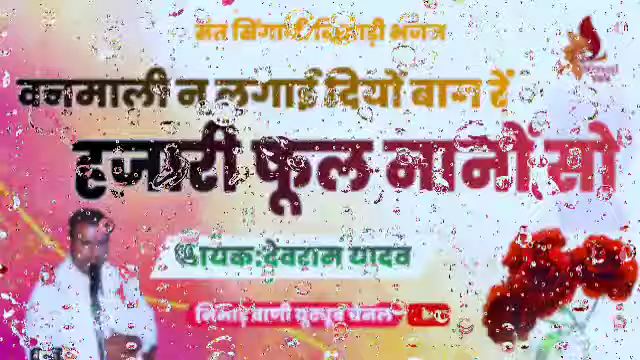 संत सिंगाजी निमाड़ी भजन
वनमाली न लगाई दियो बाग रें
हजारी फूल नानों सो
गायक:देवराम यादव
निमाड़ वाणी यूट्यूब चैनल